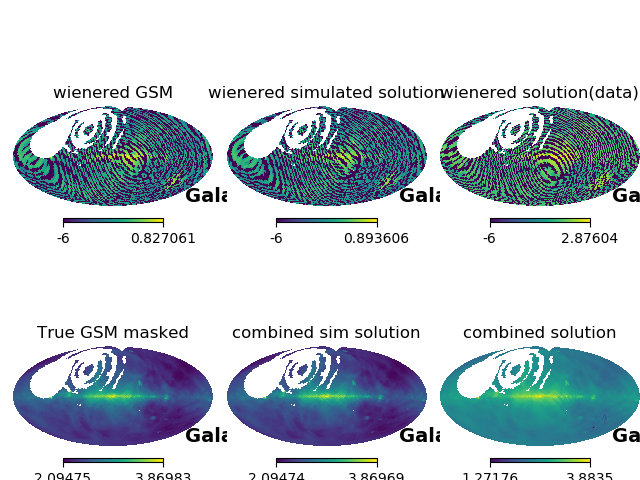 wienered GSM wienered simulated solution wienered solution(data)
Gala Gala Ga
-6 0.827061 -6 0.893606 -6 2.87604
True GSM masked combined sim solution combined solution
Gala Gala Ga
2.09475 3.86983 2.09474 3.86969 1.27176 3.8835